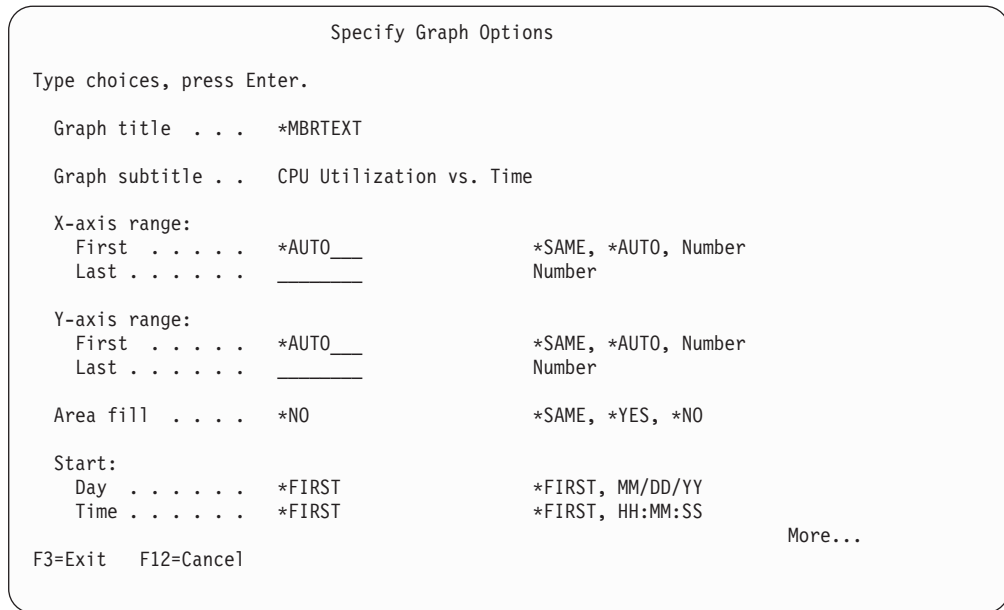 Specify Graph Options
Type choices, press Enter.
Graph title . . . *MBRTEXT
Graph subtitle . . CPU Utilization vs. Time
X-axis range:
First . . . . . *AUTO___ *SAME, *AUTO, Number
Last . . . . . . ________ Number
Y-axis range:
First . . . . . *AUTO___ *SAME, *AUTO, Number
Last . . . . . . ________ Number
Area fill . . . . *NO *SAME, *YES, *NO
Start:
Day . . . . . . *FIRST *FIRST, MM/DD/YY
Time . . . . . . *FIRST *FIRST, HH:MM:SS
More...
F3=Exit F12=Cancel